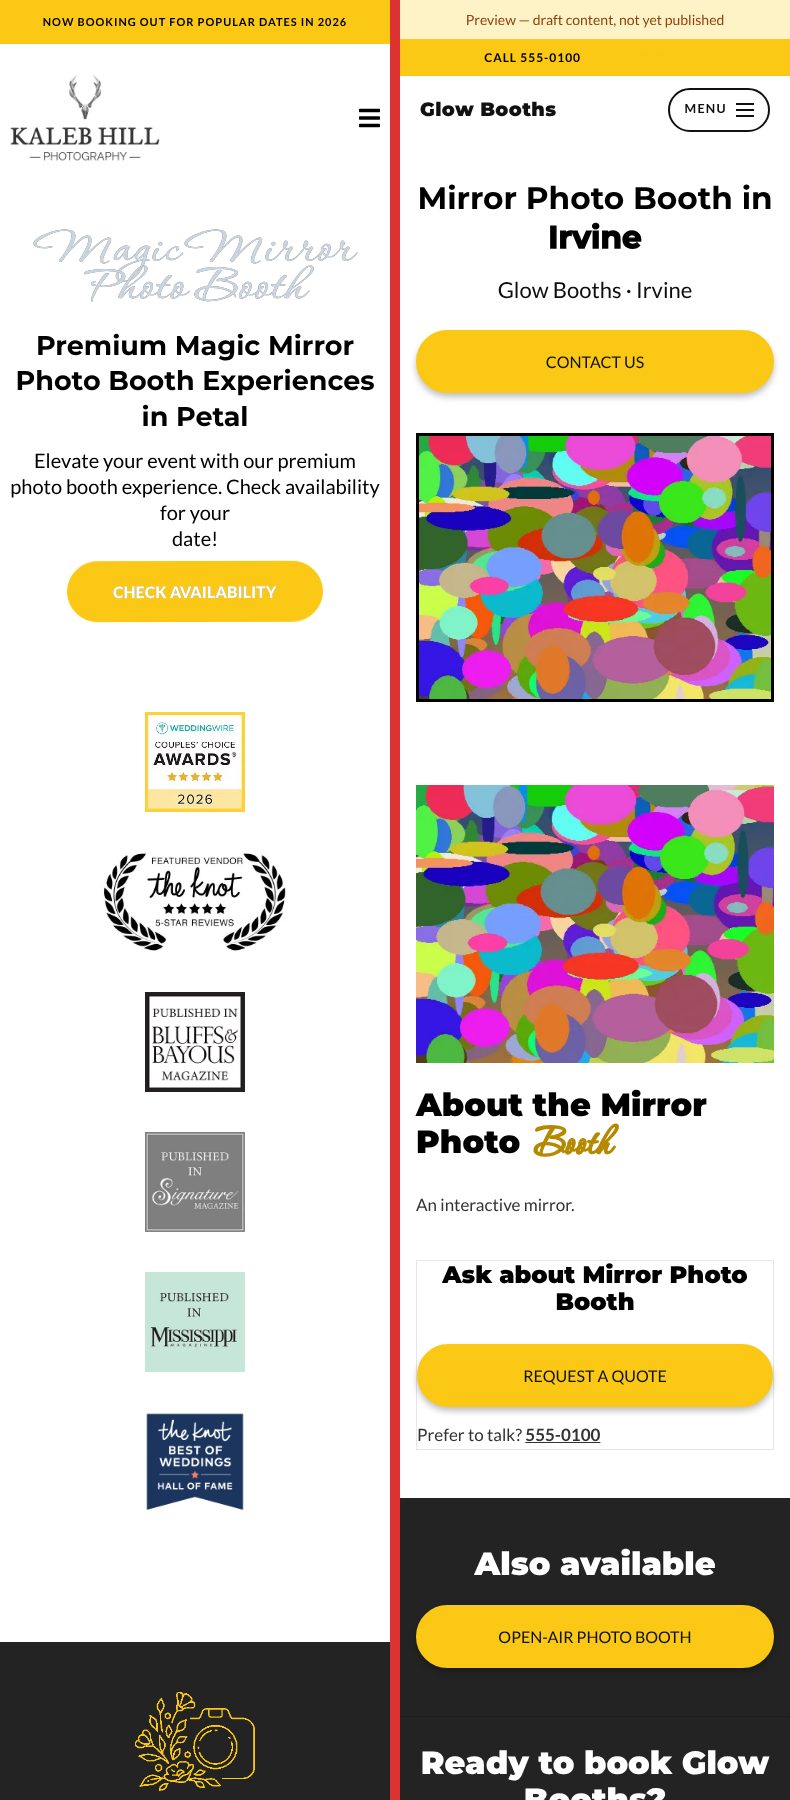 NOW BOOKING OUT FOR POPULAR DATES IN 2026
KALEB HILL
PHOTOGRAPHY
Magic Mirror
Photo Booth
Premium Magic Mirror
Photo Booth Experiences
in Petal
Elevate your event with our premium
photo booth experience. Check availability
for your
date!
CHECK AVAILABILITY
WEDDINGWIRE
COUPLES' CHOICE
AWARDS®
2026
FEATURED VENDOR
the knot
5-STAR REVIEWS
PUBLISHED IN
BLUFFS&
BAYOUS
MAGAZINE
PUBLISHED
IN
Signature
MAGAZINE
PUBLISHED
IN
MISSISSIPPI
MAGAZINE
the knot
BEST OF
WEDDINGS
HALL OF FAME
Preview — draft content, not yet published
CALL 555-0100
Glow Booths
MENU
Mirror Photo Booth in
Irvine
Glow Booths · Irvine
CONTACT US
About the Mirror
Photo Booth
An interactive mirror.
Ask about Mirror Photo
Booth
REQUEST A QUOTE
Prefer to talk? 555-0100
Also available
OPEN-AIR PHOTO BOOTH
Ready to book Glow
Booths?